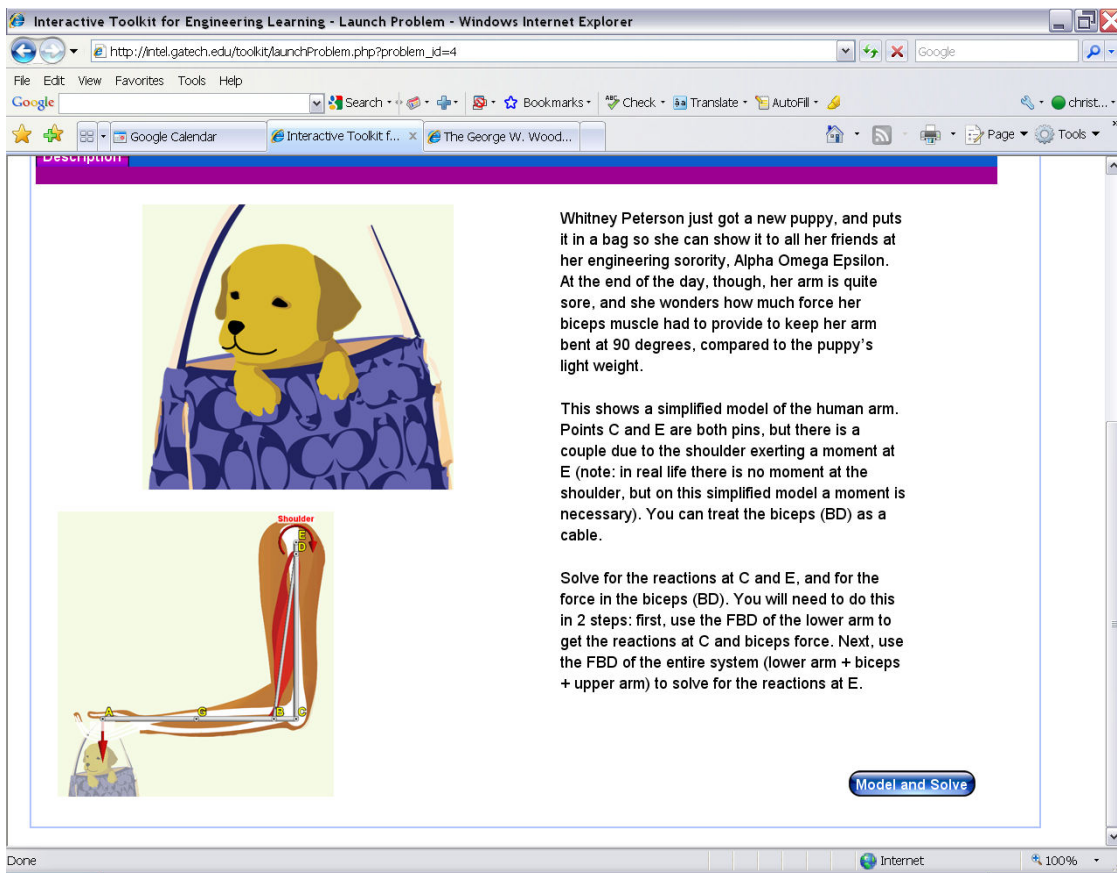 Interactive Toolkit for Engineering Learning - Launch Problem - Windows Internet Explorer
http://intel.gatech.edu/toolkit/launchProblem.php?problem_id=4
Google
File Edit View Favorites Tools Help
Google Search Bookmarks Check Translate AutoFill christ...
Google Calendar Interactive Toolkit f... x The George W. Wood... Page Tools
Description
Whitney Peterson just got a new puppy, and puts
it in a bag so she can show it to all her friends at
her engineering sorority, Alpha Omega Epsilon.
At the end of the day, though, her arm is quite
sore, and she wonders how much force her
biceps muscle had to provide to keep her arm
bent at 90 degrees, compared to the puppy's
light weight.
This shows a simplified model of the human arm.
Points C and E are both pins, but there is a
couple due to the shoulder exerting a moment at
E (note: in real life there is no moment at the
shoulder, but on this simplified model a moment is
necessary). You can treat the biceps (BD) as a
cable.
Solve for the reactions at C and E, and for the
force in the biceps (BD). You will need to do this
in 2 steps: first, use the FBD of the lower arm to
get the reactions at C and biceps force. Next, use
the FBD of the entire system (lower arm + biceps
+ upper arm) to solve for the reactions at E.
Shoulder
E
D
A G B C
Model and Solve
Done Internet 100%